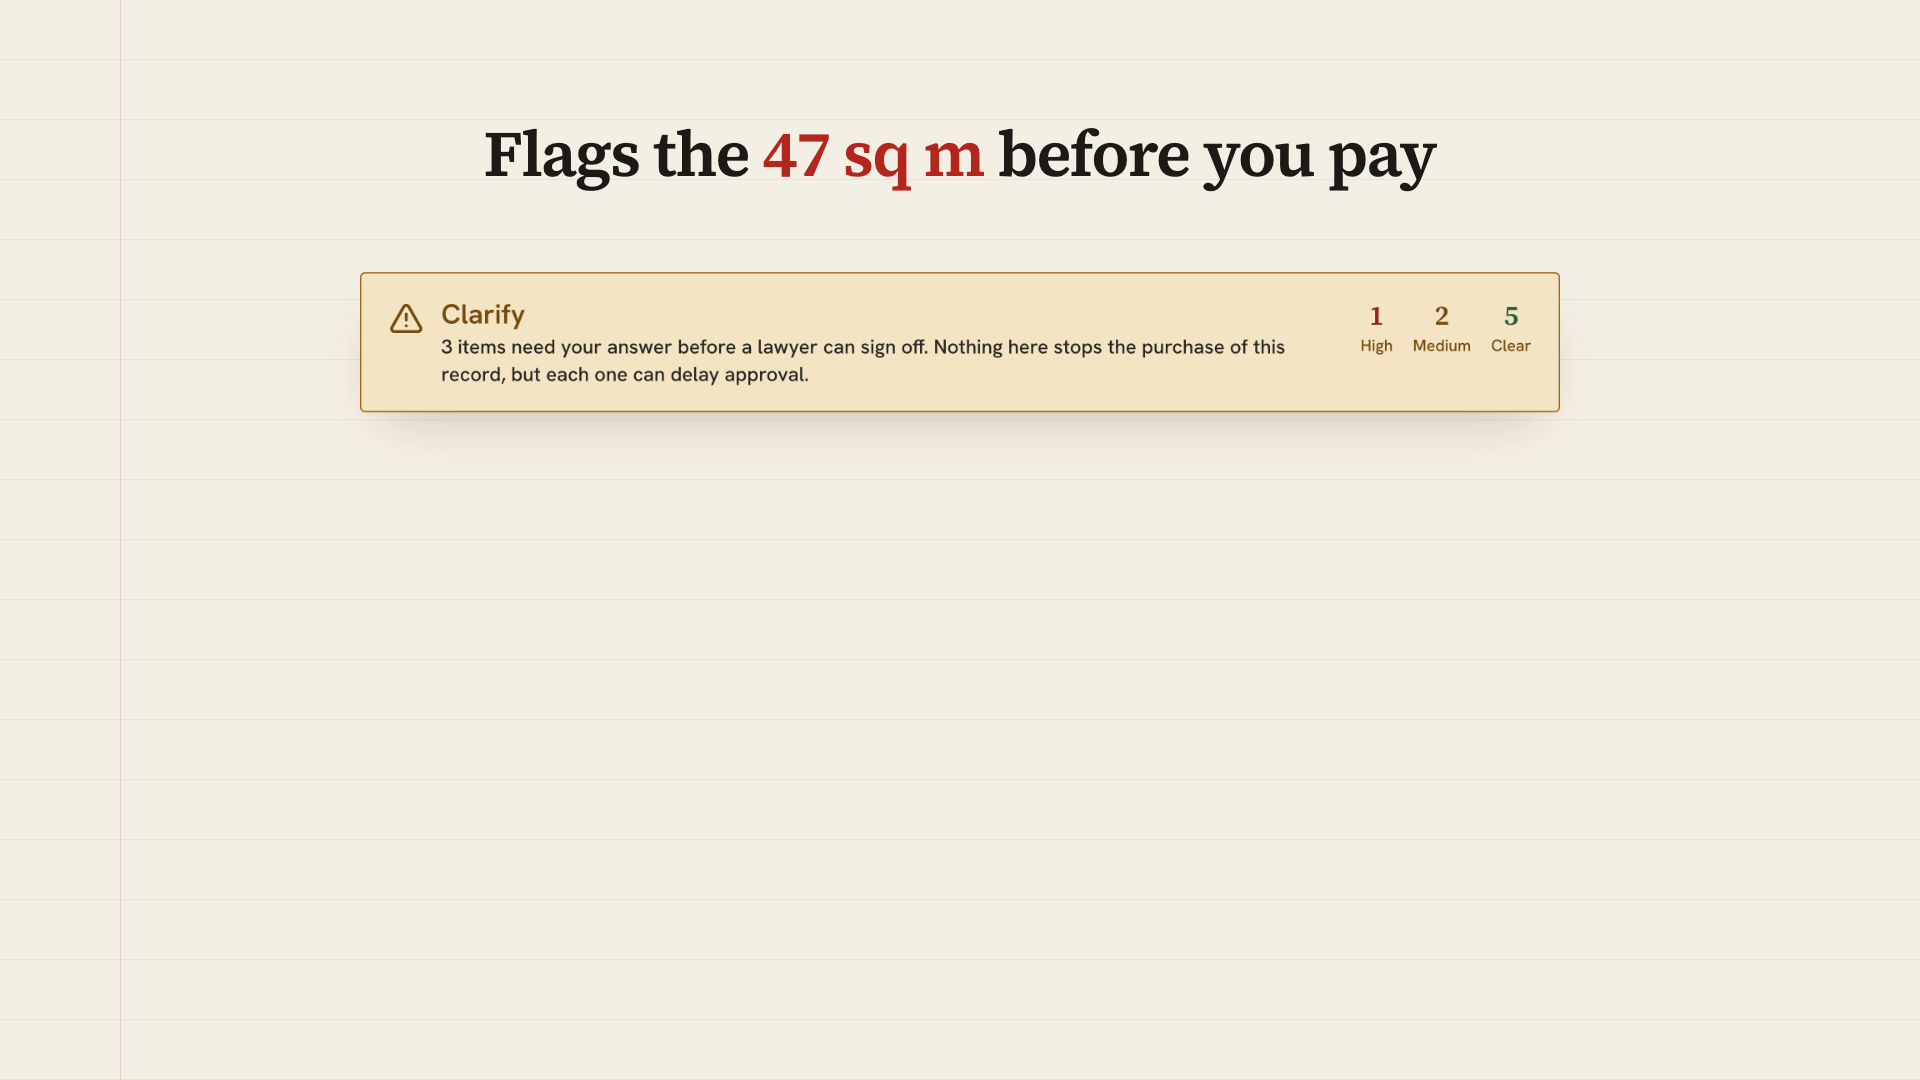 Flags the 47 sq m before you pay
Clarify
3 items need your answer before a lawyer can sign off. Nothing here stops the purchase of this
record, but each one can delay approval.
1 2 5
High Medium Clear